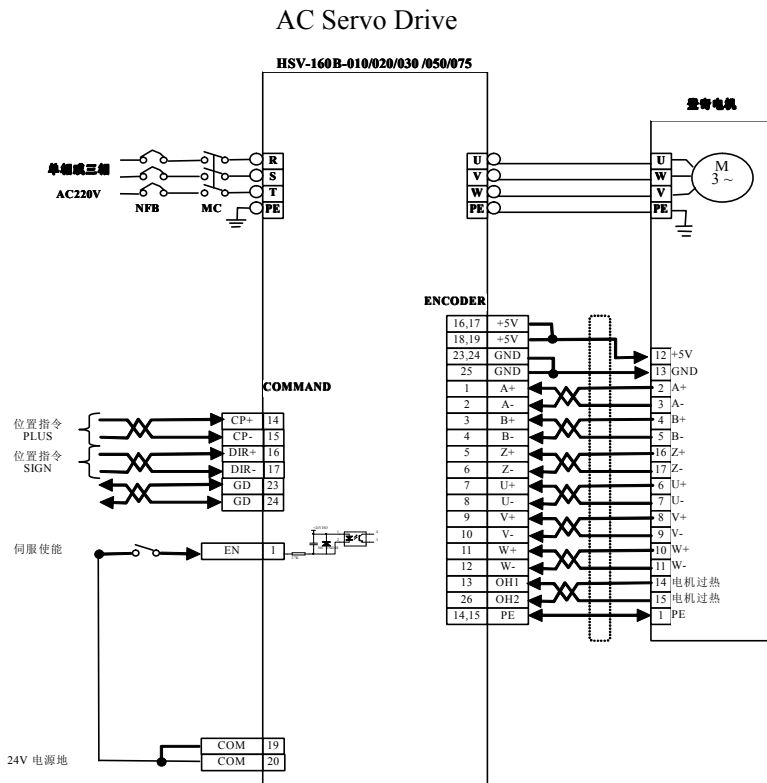 AC Servo Drive
HSV-160B-010/020/030 /050/075
登奇电机
单相或三相
AC220V
NFB
MC
R
S
T
PE
U
V
W
PE
U
W
V
PE
M
3 ~
ENCODER
16,17 +5V
18,19 +5V
23,24 GND
25 GND
1 A+
2 A-
3 B+
4 B-
5 Z+
6 Z-
7 U+
8 U-
9 V+
10 V-
11 W+
12 W-
13 OH1
26 OH2
14,15 PE
12 +5V
13 GND
2 A+
3 A-
4 B+
5 B-
16 Z+
17 Z-
6 U+
7 U-
8 V+
9 V-
10 W+
11 W-
14 电机过热
15 电机过热
1 PE
COMMAND
位置指令
PLUS
位置指令
SIGN
CP+ 14
CP- 15
DIR+ 16
DIR- 17
GD 23
GD 24
伺服使能
EN 1
COM 19
COM 20
24V 电源地